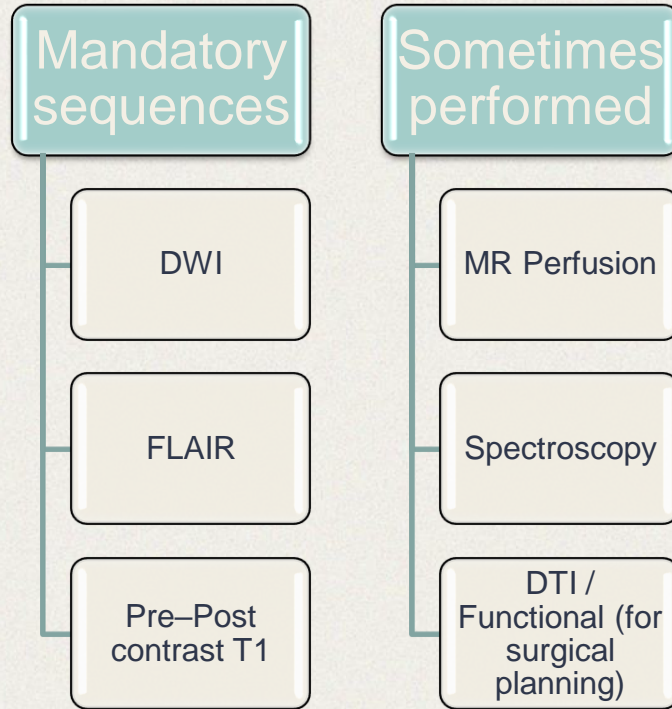 Mandatory
sequences
DWI
FLAIR
Pre–Post
contrast T1
Sometimes
performed
MR Perfusion
Spectroscopy
DTI /
Functional (for
surgical
planning)